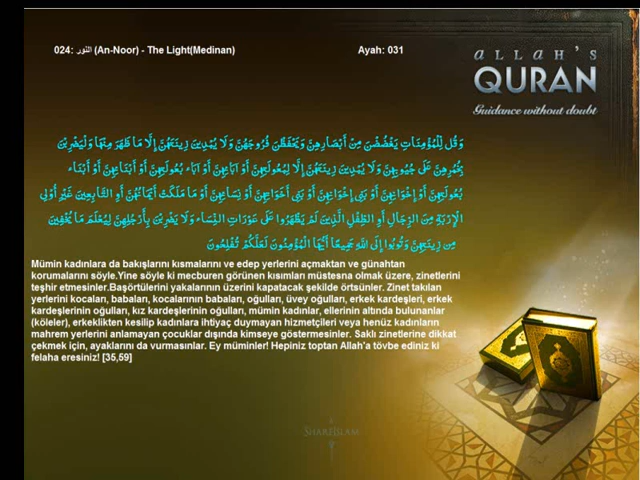 024: النور (An-Noor) - The Light(Medinan) Ayah: 031
ALLAH'S
QURAN
Guidance without doubt
وَقُل لِّلْمُؤْمِنَاتِ يَغْضُضْنَ مِنْ أَبْصَارِهِنَّ وَيَحْفَظْنَ فُرُوجَهُنَّ وَلَا يُبْدِينَ زِينَتَهُنَّ إِلَّا مَا ظَهَرَ مِنْهَا وَلْيَضْرِبْنَ
بِخُمُرِهِنَّ عَلَى جُيُوبِهِنَّ وَلَا يُبْدِينَ زِينَتَهُنَّ إِلَّا لِبُعُولَتِهِنَّ أَوْ آبَائِهِنَّ أَوْ آبَاء بُعُولَتِهِنَّ أَوْ أَبْنَائِهِنَّ أَوْ أَبْنَاء
بُعُولَتِهِنَّ أَوْ إِخْوَانِهِنَّ أَوْ بَنِي إِخْوَانِهِنَّ أَوْ بَنِي أَخَوَاتِهِنَّ أَوْ نِسَائِهِنَّ أَوْ مَا مَلَكَتْ أَيْمَانُهُنَّ أَوِ التَّابِعِينَ غَيْرِ أُوْلِي
الْإِرْبَةِ مِنَ الرِّجَالِ أَوِ الطِّفْلِ الَّذِينَ لَمْ يَظْهَرُوا عَلَى عَوْرَاتِ النِّسَاء وَلَا يَضْرِبْنَ بِأَرْجُلِهِنَّ لِيُعْلَمَ مَا يُخْفِينَ
مِن زِينَتِهِنَّ وَتُوبُوا إِلَى اللَّهِ جَمِيعًا أَيُّهَا الْمُؤْمِنُونَ لَعَلَّكُمْ تُفْلِحُونَ
Mümin kadınlara da bakışlarını kısmalarını ve edep yerlerini açmaktan ve günahtan
korumalarını söyle.Yine söyle ki mecburen görünen kısımları müstesna olmak üzere, zinetlerini
teşhir etmesinler.Başörtülerini yakalarının üzerini kapatacak şekilde örtsünler. Zinet takılan
yerlerini kocaları, babaları, kocalarının babaları, oğulları, üvey oğulları, erkek kardeşleri, erkek
kardeşlerinin oğulları, kız kardeşlerinin oğulları, mümin kadınlar, ellerinin altında bulunanlar
(köleler), erkeklikten kesilip kadınlara ihtiyaç duymayan hizmetçileri veya henüz kadınların
mahrem yerlerini anlamayan çocuklar dışında kimseye göstermesinler. Saklı zinetlerine dikkat
çekmek için, ayaklarını da vurmasınlar. Ey müminler! Hepiniz toptan Allah'a tövbe ediniz ki
felaha eresiniz! [35,59]
SHAREISLAM